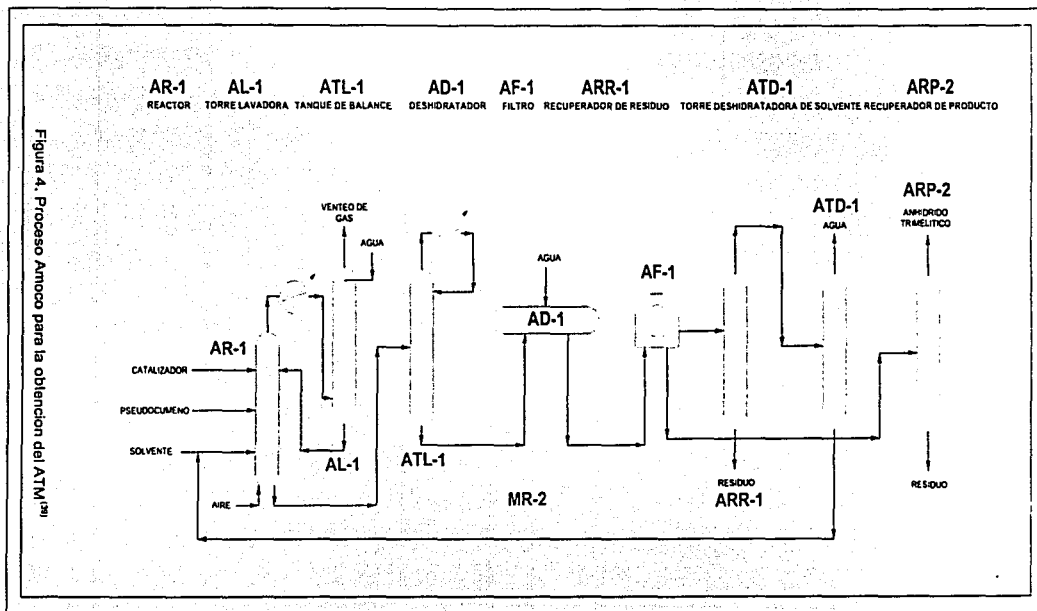 AR-1 AL-1 ATL-1 AD-1 AF-1 ARR-1 ATD-1 ARP-2
REACTOR TORRE LAVADORA TANQUE DE BALANCE DESHIDRATADOR FILTRO RECUPERADOR DE RESIDUO TORRE DESHIDRATADORA DE SOLVENTE RECUPERADOR DE PRODUCTO
Figura 4. Proceso Amoco para la obtencion del ATM[39]
VENTEO DE
GAS
AGUA
ATD-1
AGUA
ARP-2
ANHIDRIDO
TRIMELITICO
AGUA
AF-1
AD-1
AR-1
CATALIZADOR
PSEUDOCUMENO
SOLVENTE
AL-1
ATL-1
AIRE
MR-2
RESIDUO
ARR-1
RESIDUO